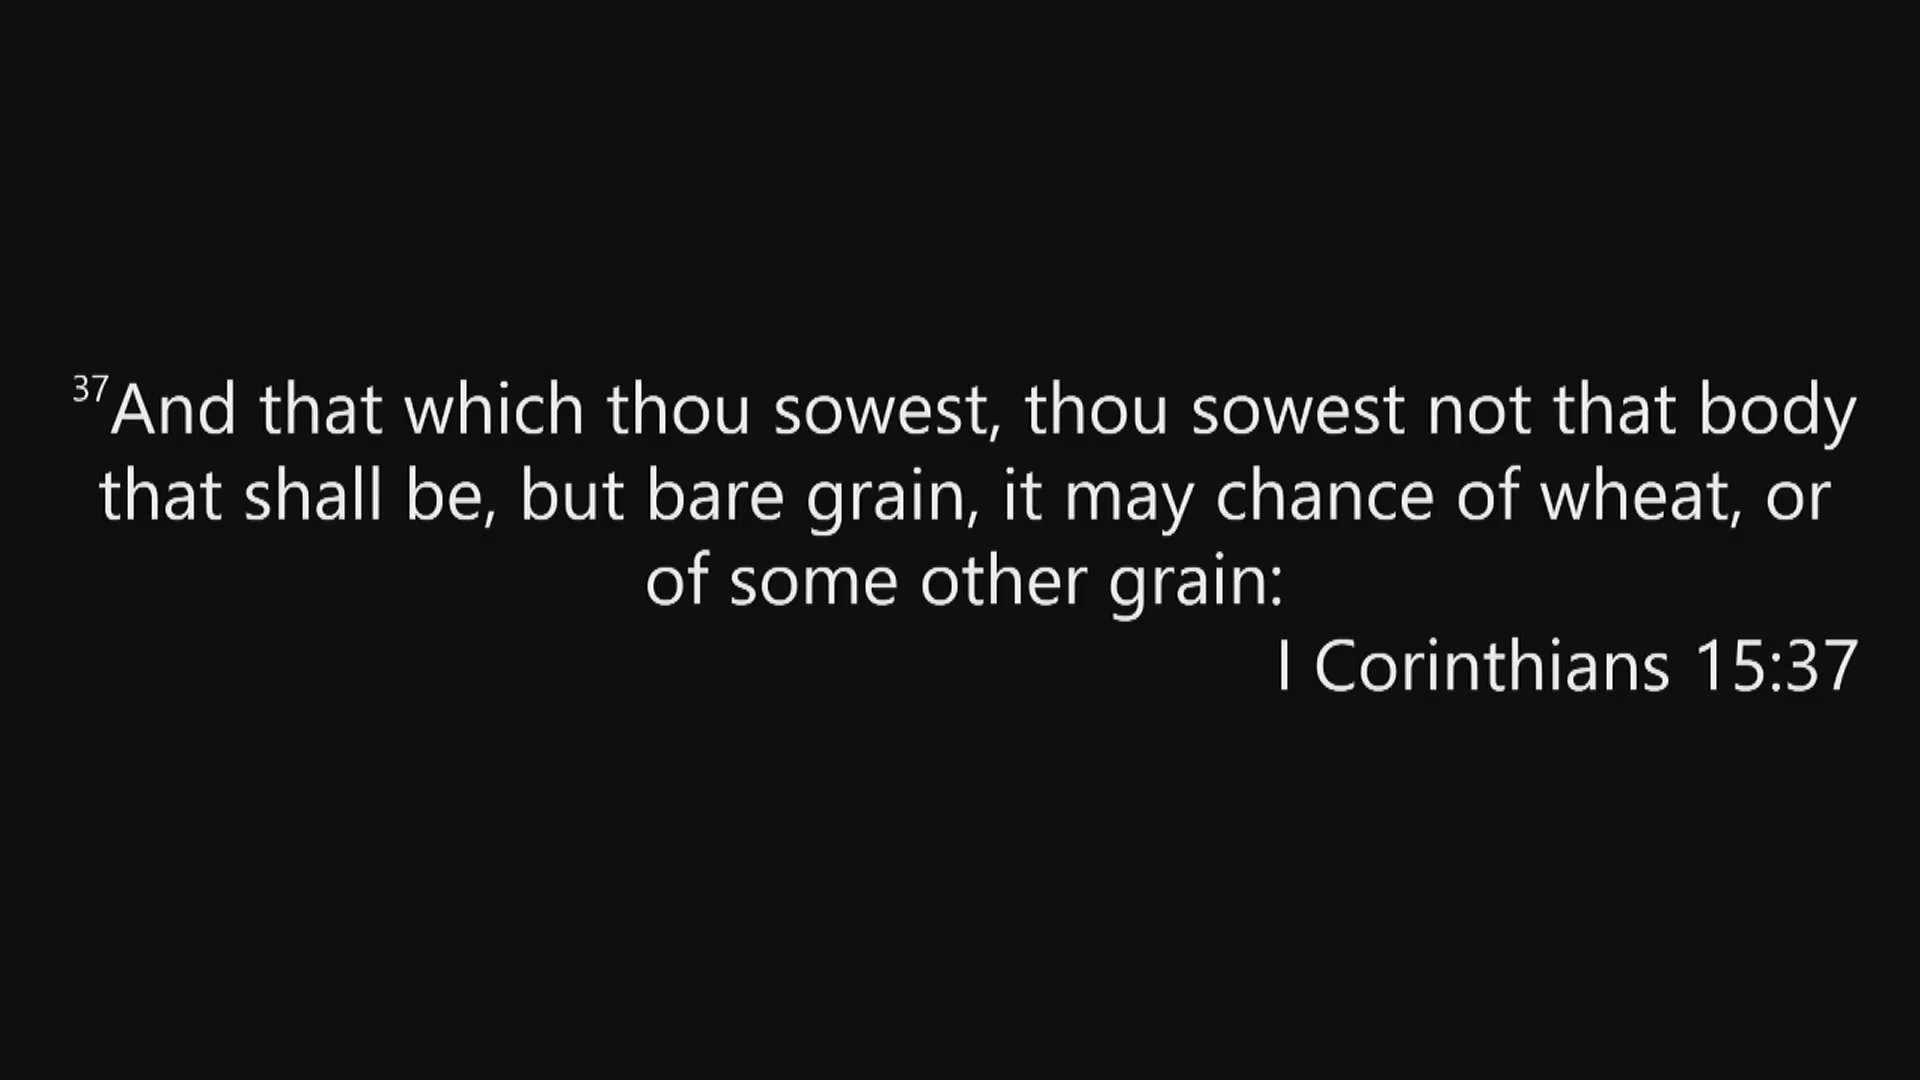 37And that which thou sowest, thou sowest not that body
that shall be, but bare grain, it may chance of wheat, or
of some other grain:
I Corinthians 15:37